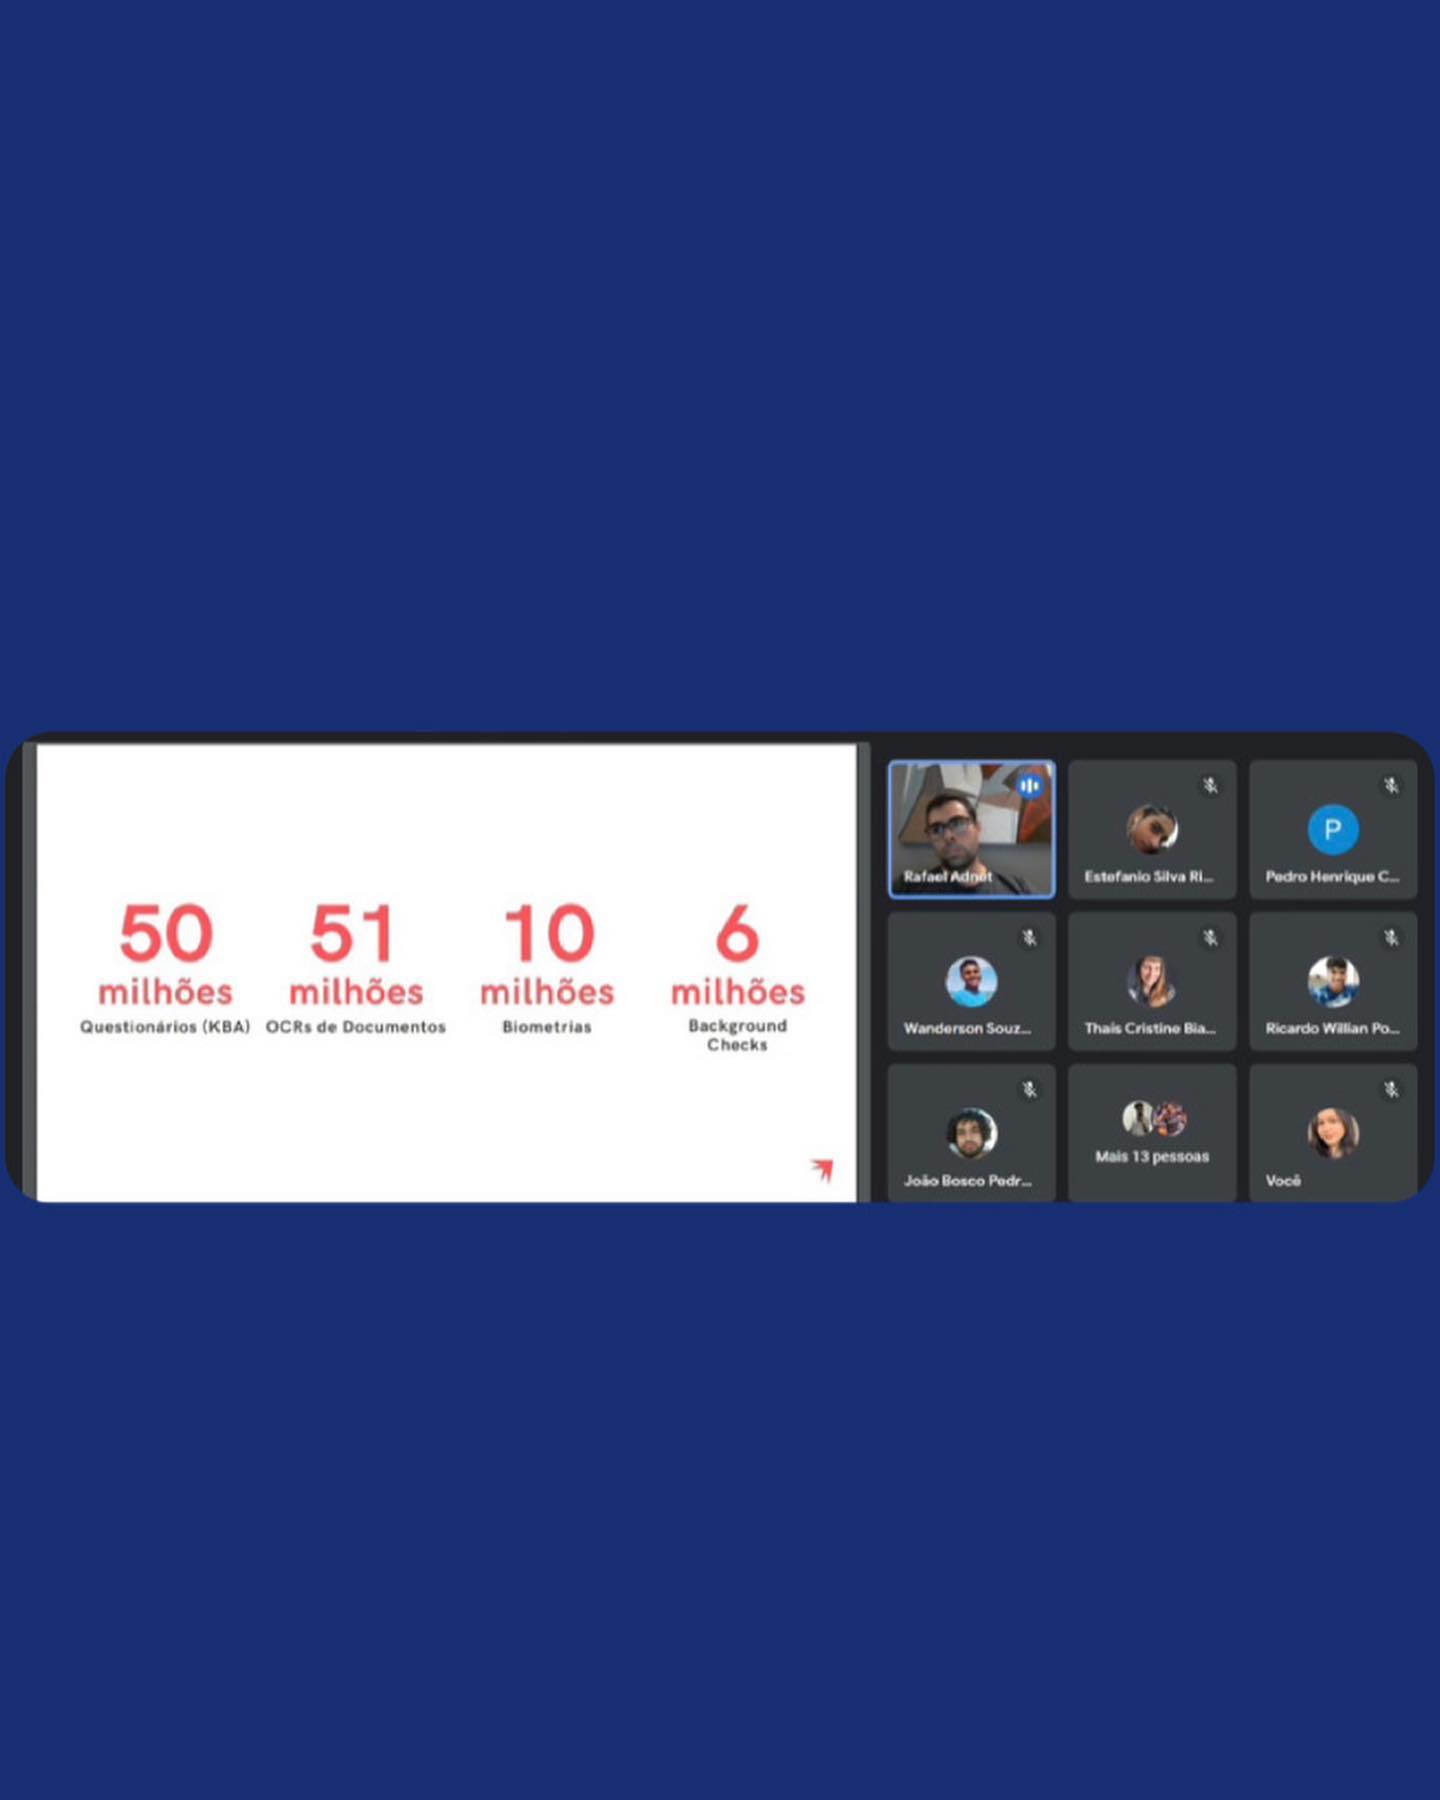 50
milhões
Questionários (KBA)
51
milhões
OCRs de Documentos
10
milhões
Biometrias
6
milhões
Background
Checks
Rafael Adnet
Estefanio Silva Ri...
P
Pedro Henrique C...
Wanderson Souz...
Thais Cristine Bia...
Ricardo Willian Po...
João Bosco Pedr...
Mais 13 pessoas
Você